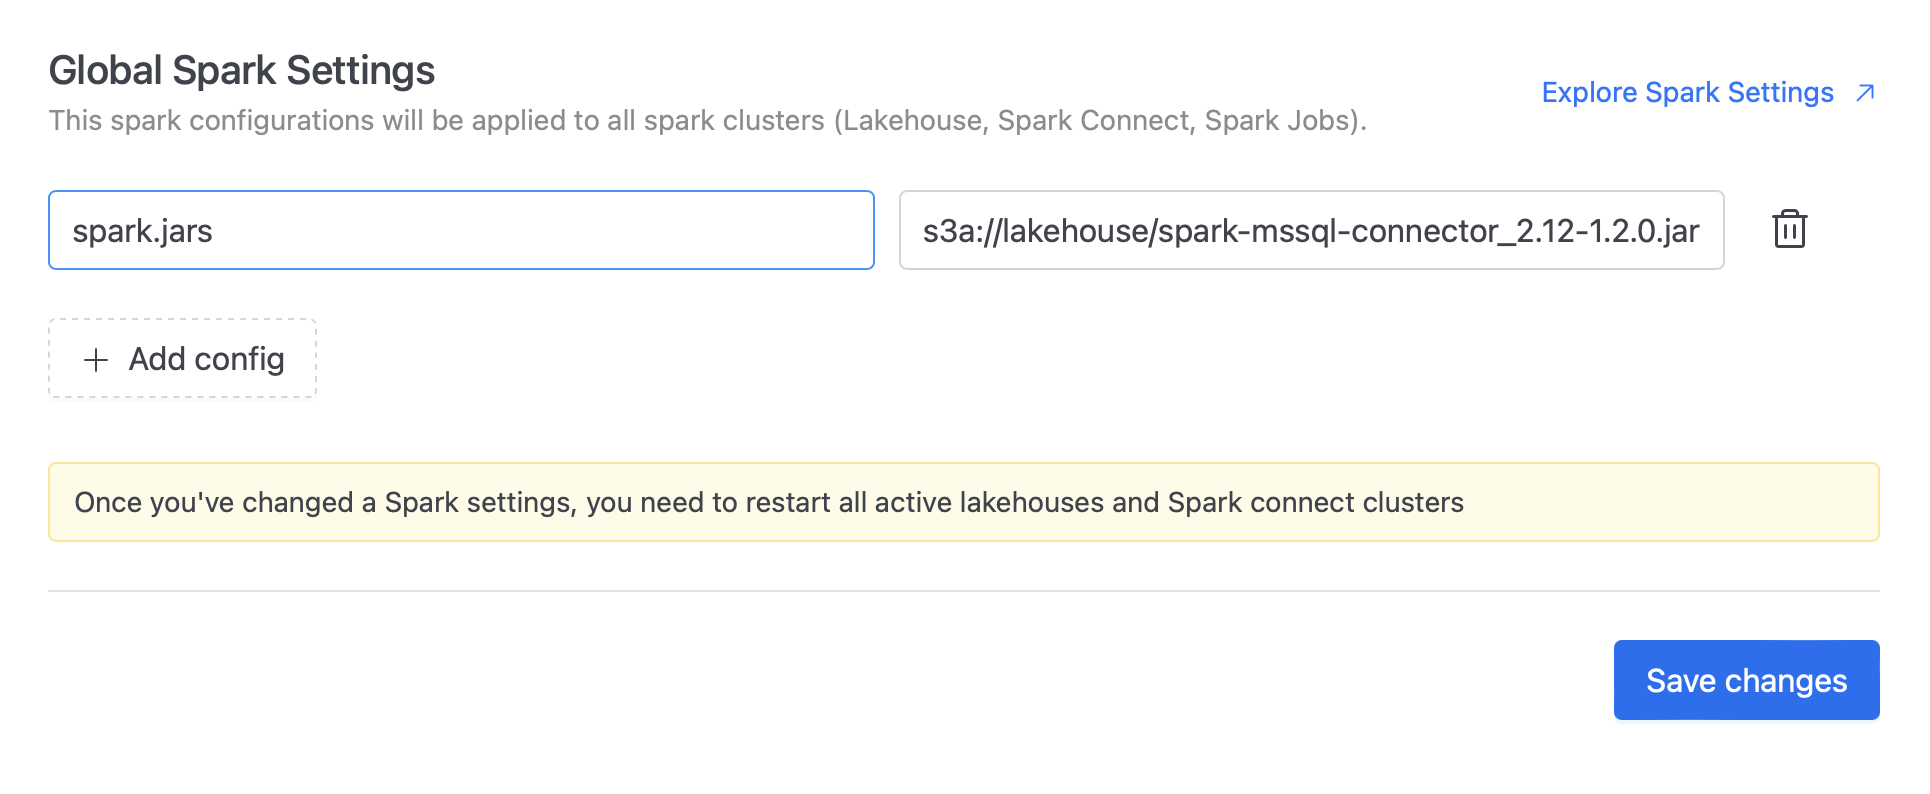 Global Spark Settings
Explore Spark Settings
This spark configurations will be applied to all spark clusters (Lakehouse, Spark Connect, Spark Jobs).
spark.jars
s3a://lakehouse/spark-mssql-connector_2.12-1.2.0.jar
Add config
Once you've changed a Spark settings, you need to restart all active lakehouses and Spark connect clusters
Save changes